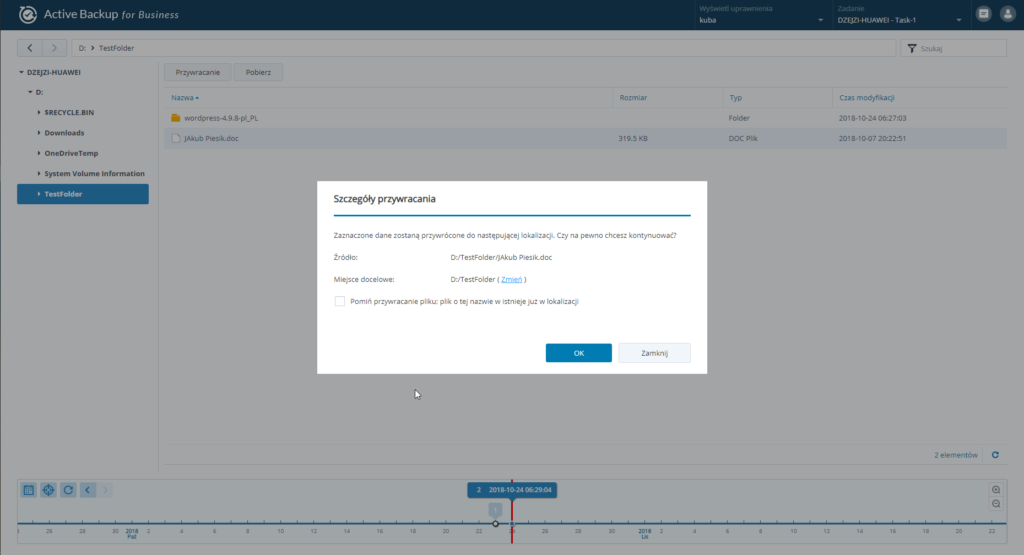 Active Backup for Business
Wyświetl uprawnienia
kuba
Zadanie
DZEJZI-HUAWEI - Task-1
D: > TestFolder
Szukaj
DZEJZI-HUAWEI
D:
$RECYCLE.BIN
Downloads
OneDriveTemp
System Volume Information
TestFolder
Przywracanie Pobierz
Nazwa Rozmiar Typ Czas modyfikacji
wordpress-4.9.8-pl_PL Folder 2018-10-24 06:27:03
JAkub Piesik.doc 319.5 KB DOC Plik 2018-10-07 20:22:51
Szczegóły przywracania
Zaznaczone dane zostaną przywrócone do następującej lokalizacji. Czy na pewno chcesz kontynuować?
Źródło: D:/TestFolder/JAkub Piesik.doc
Miejsce docelowe: D:/TestFolder ( Zmień )
Pomiń przywracanie pliku: plik o tej nazwie w istnieje już w lokalizacji
OK Zamknij
2 elementów
2 2018-10-24 06:29:04
1
26 28 30 2018 2 4 6 8 10 12 14 16 18 20 22 24 26 28 30 2018 2 4 6 8 10 12 14 16 18 20 22
Paź Lis